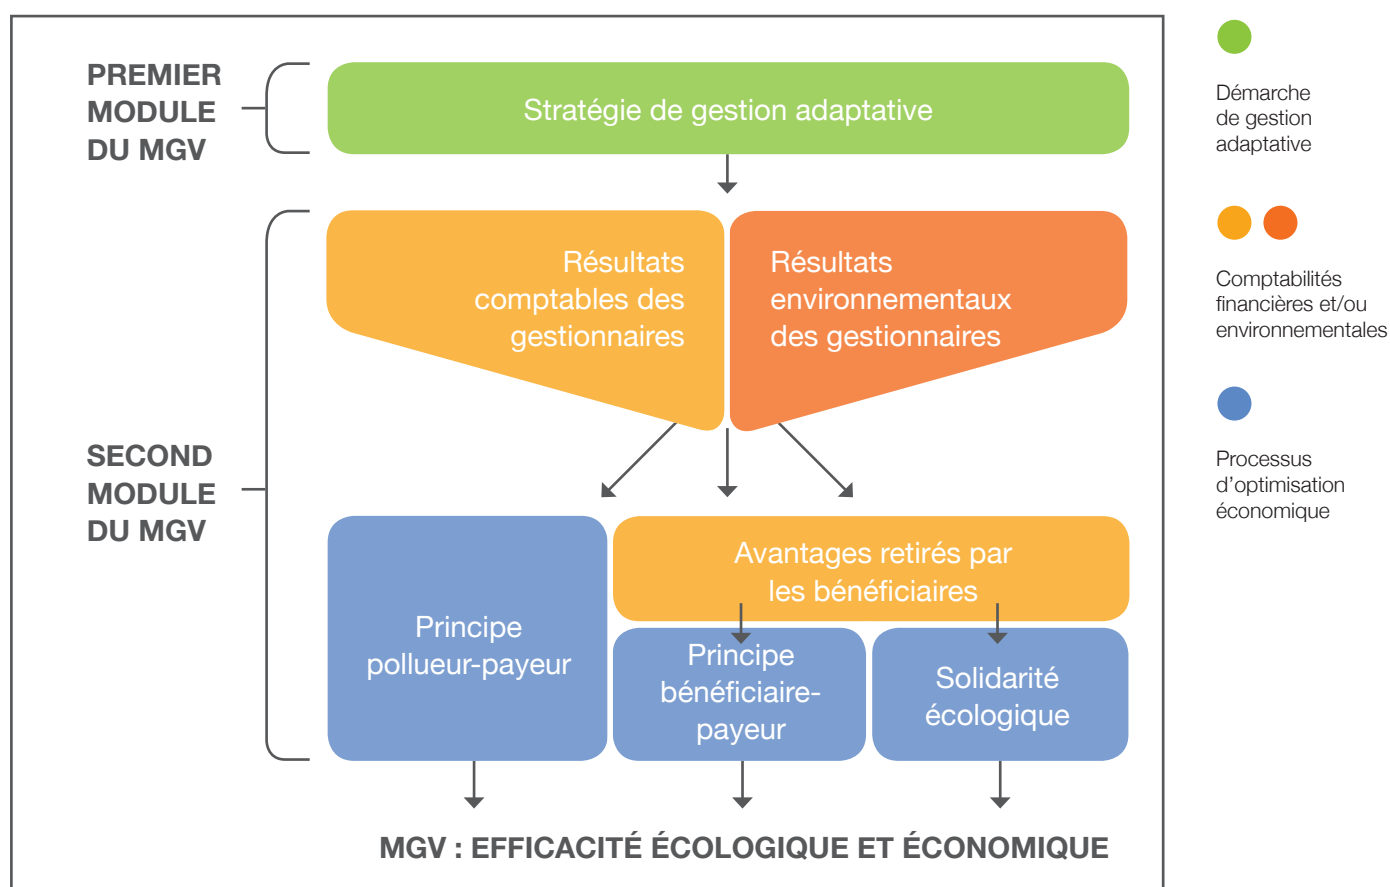 PREMIER
MODULE
DU MGV
Stratégie de gestion adaptative
SECOND
MODULE
DU MGV
Résultats
comptables des
gestionnaires
Résultats
environnementaux
des gestionnaires
Principe
pollueur-payeur
Avantages retirés par
les bénéficiaires
Principe
bénéficiaire-
payeur
Solidarité
écologique
MGV : EFFICACITÉ ÉCOLOGIQUE ET ÉCONOMIQUE
Démarche
de gestion
adaptative
Comptabilités
financières et/ou
environnementales
Processus
d’optimisation
économique